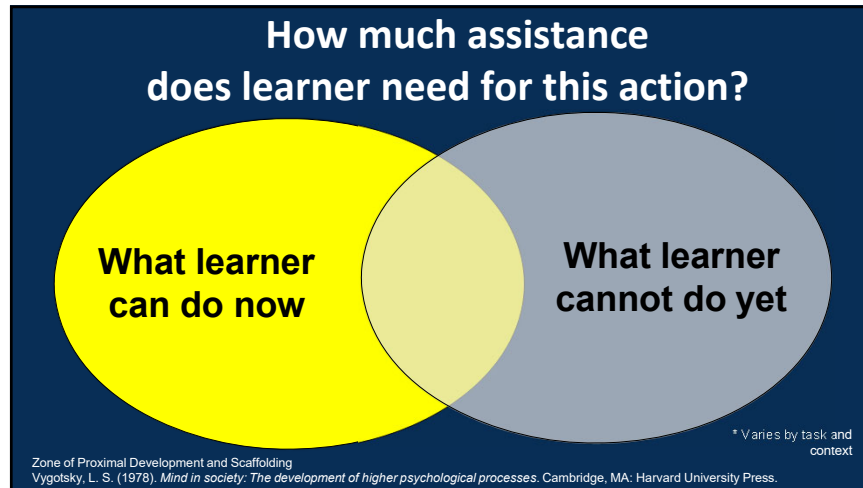 How much assistance
does learner need for this action?
What learner
can do now
What learner
cannot do yet
* Varies by task and
context
Zone of Proximal Development and Scaffolding
Vygotsky, L. S. (1978). Mind in society: The development of higher psychological processes. Cambridge, MA: Harvard University Press.